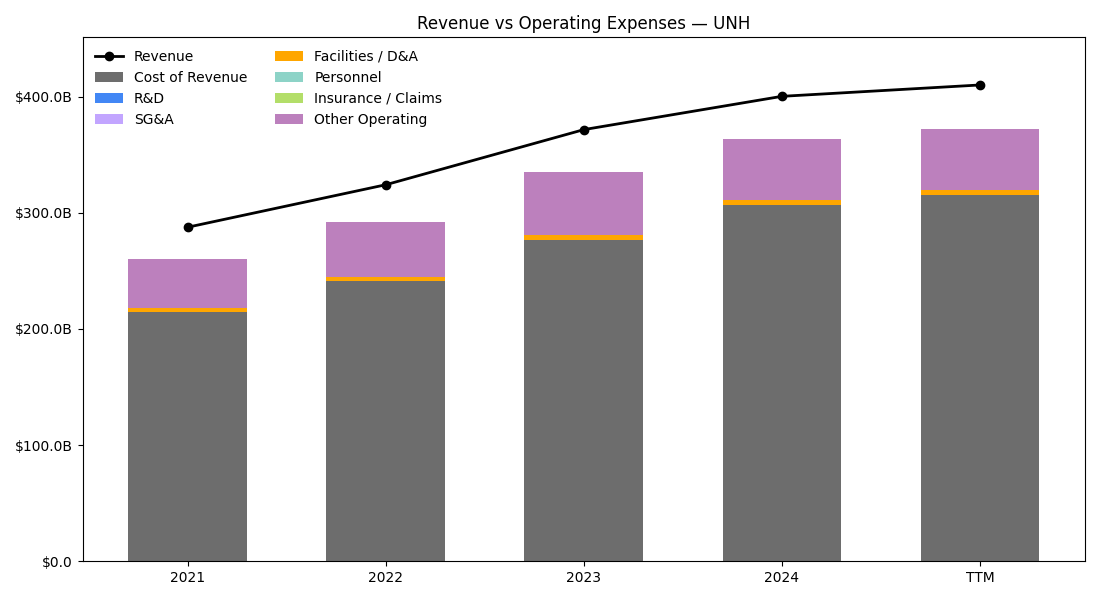 Revenue vs Operating Expenses — UNH
Revenue
Cost of Revenue
R&D
SG&A
Facilities / D&A
Personnel
Insurance / Claims
Other Operating
$400.0B
$300.0B
$200.0B
$100.0B
$0.0
2021
2022
2023
2024
TTM